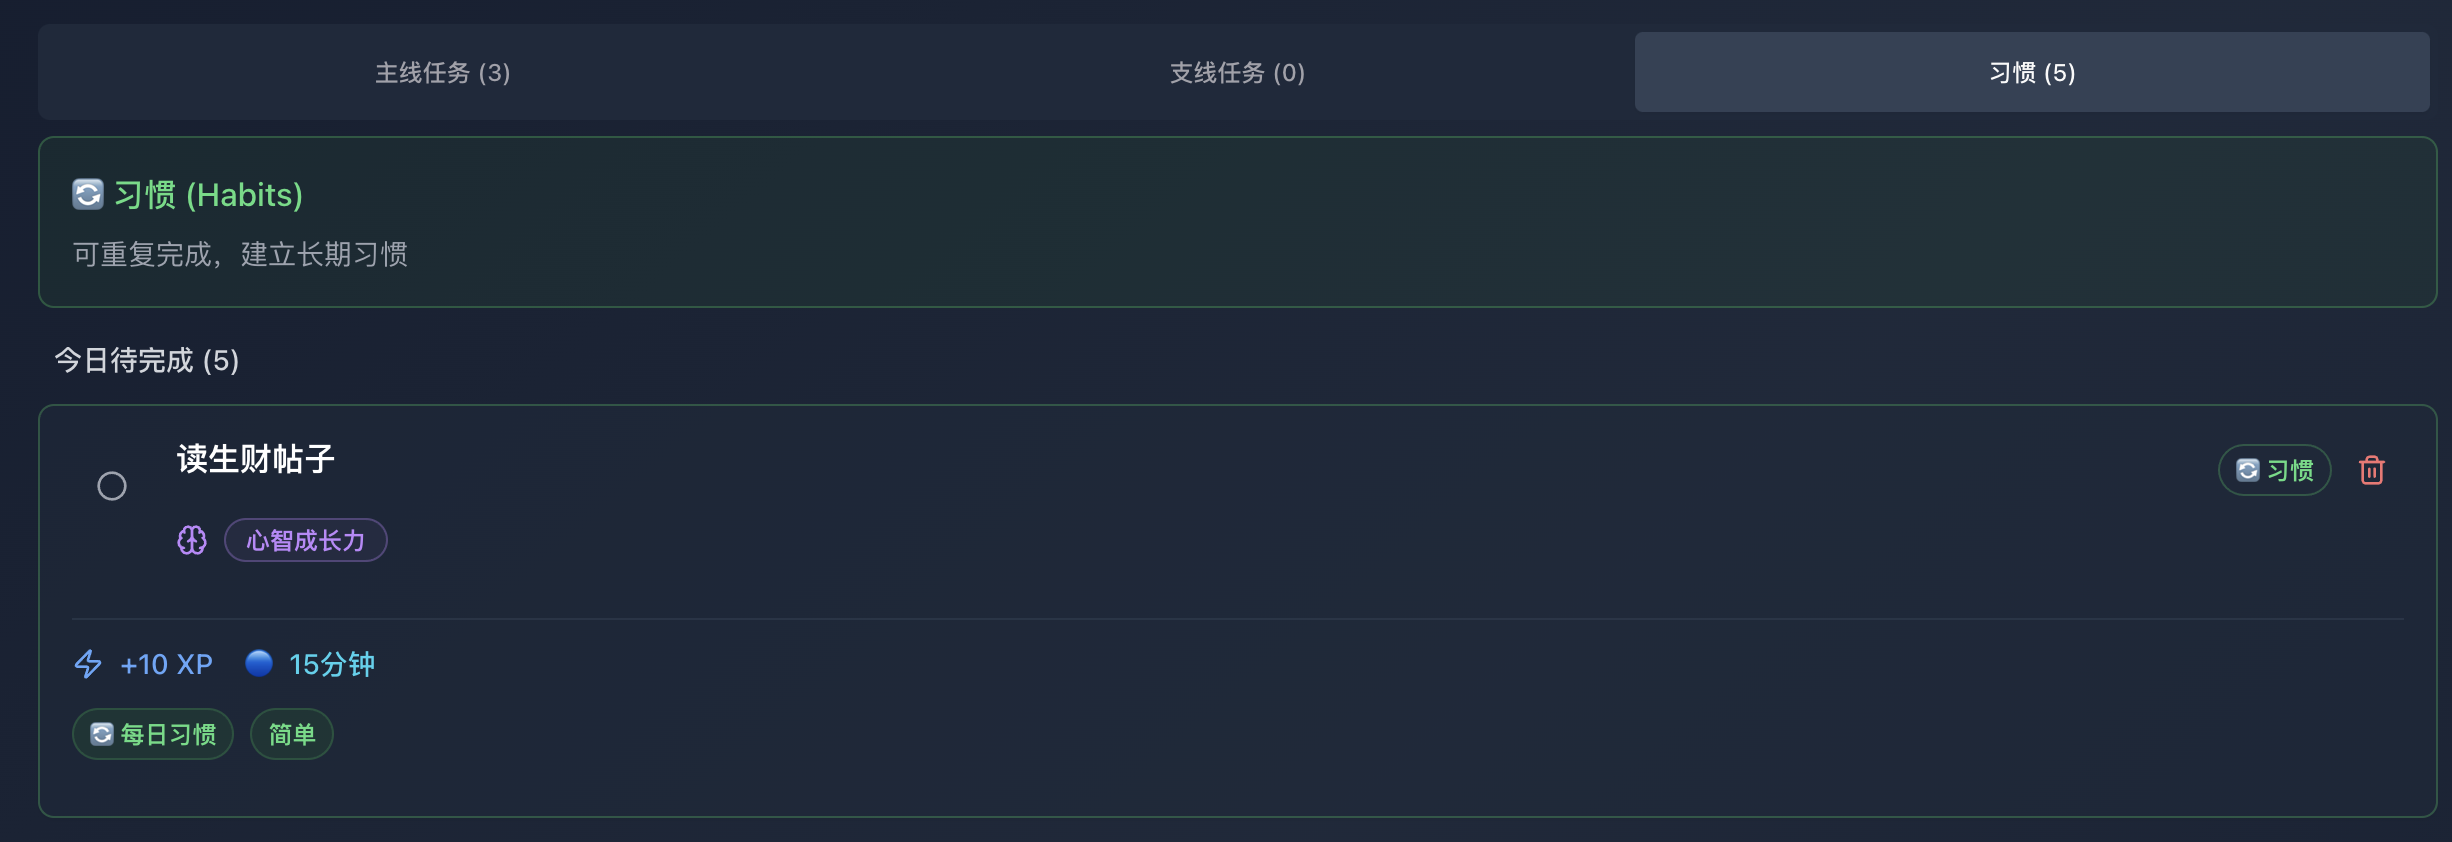 主线任务 (3)
支线任务 (0)
习惯 (5)
习惯 (Habits)
可重复完成，建立长期习惯
今日待完成 (5)
读生财帖子
习惯
心智成长力
+10 XP
15分钟
每日习惯
简单